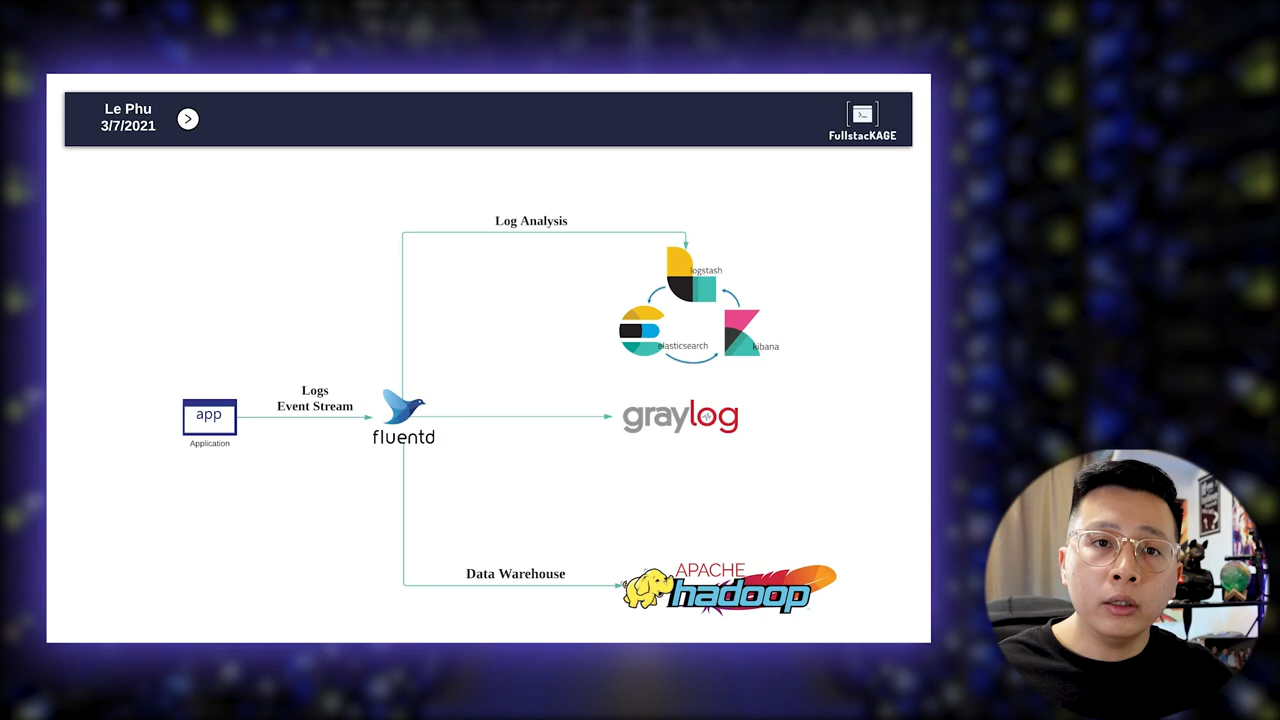 Le Phu
3/7/2021
FullstacKAGE
Log Analysis
logstash
elasticsearch
kibana
Logs
Event Stream
app
Application
fluentd
graylog
Data Warehouse
APACHE
hadoop